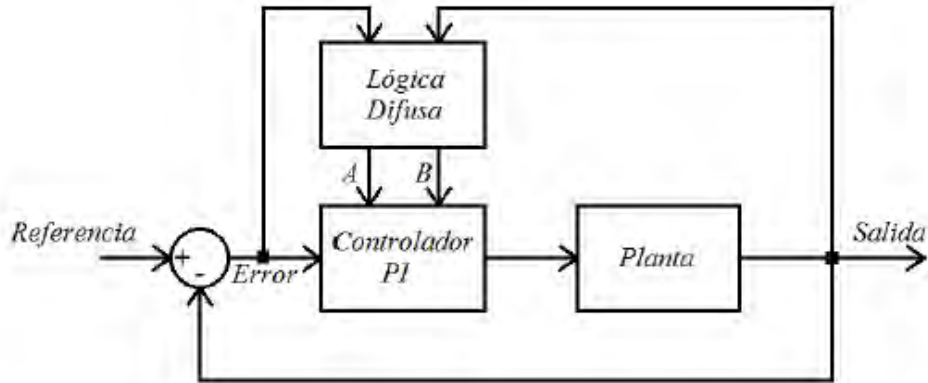 Lógica
Difusa
A
B
Referencia
+
-
Error
Controlador
PI
Planta
Salida